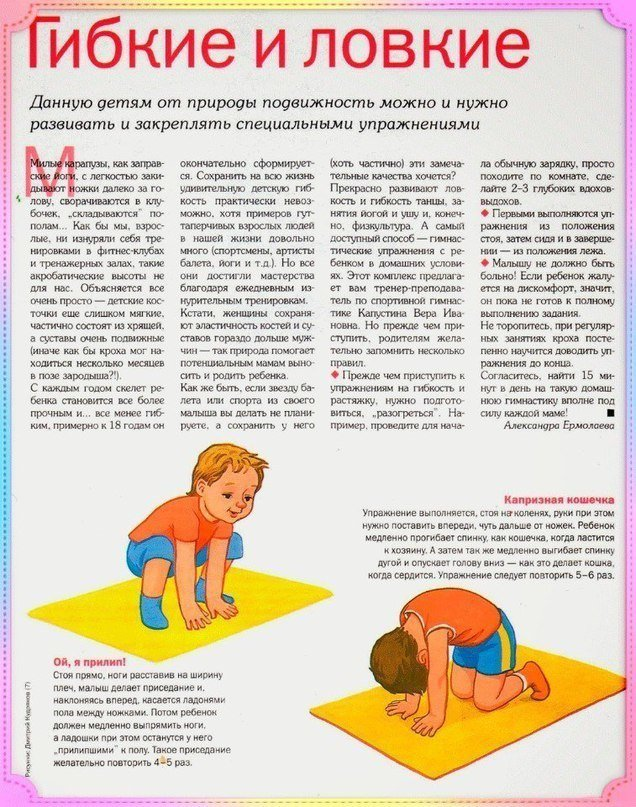 Гибкие и ловкие
Данную детям от природы подвижность можно и нужно
развивать и закреплять специальными упражнениями
Милые карапузы, как заправ-
ские йоги, с легкостью заки-
дывают ножки далеко за го-
лову, сворачиваются в клу-
бочек, „складываются" по-
полам... Как бы мы, взрос-
лые, ни изнуряли себя тре-
нировками в фитнес-клубах
и тренажерных залах, такие
акробатические высоты не
для нас. Объясняется все
очень просто — детские кос-
точки еще слишком мягкие,
частично состоят из хрящей,
а суставы очень подвижные
(иначе как бы кроха мог на-
ходиться несколько месяцев
в позе зародыша?!).
С каждым годом скелет ре-
бенка становится все более
прочным и... все менее гиб-
ким, примерно к 18 годам он
окончательно сформирует-
ся. Сохранить на всю жизнь
удивительную детскую гиб-
кость практически невоз-
можно, хотя примеров гут-
таперчивых взрослых людей
в нашей жизни довольно
много (спортсмены, артисты
балета, йоги и т.д.). Но все
они достигли мастерства
благодаря ежедневным из-
нурительным тренировкам.
Кстати, женщины сохраня-
ют эластичность костей и су-
ставов гораздо дольше муж-
чин — так природа помогает
потенциальным мамам выно-
сить и родить ребенка.
Как же быть, если звезду ба-
лета или спорта из своего
малыша вы делать не плани-
руете, а сохранить у него
(хоть частично) эти замеча-
тельные качества хочется?
Прекрасно развивают лов-
кость и гибкость танцы, за-
нятия йогой и ушу и, конеч-
но, физкультура. А самый
доступный способ — гимнас-
тические упражнения с ре-
бенком в домашних услови-
ях. Этот комплекс предлага-
ет вам тренер-преподава-
тель по спортивной гимнас-
тике Капустина Вера Ива-
новна. Но прежде чем при-
ступить, родителям жела-
тельно запомнить несколько
правил.
◆ Прежде чем приступить к
упражнениям на гибкость и
растяжку, нужно подгото-
виться, „разогреться". На-
пример, проведите для нача-
ла обычную зарядку, просто
походите по комнате, сде-
лайте 2–3 глубоких вдохов-
выдохов.
◆ Первыми выполняются уп-
ражнения из положения
стоя, затем сидя и в заверше-
нии — из положения лежа.
◆ Малышу не должно быть
больно! Если ребенок жалу-
ется на дискомфорт, значит,
он пока не готов к полному
выполнению задания.
Не торопитесь, при регуляр-
ных занятиях кроха посте-
пенно научится доводить уп-
ражнения до конца.
Согласитесь, найти 15 ми-
нут в день на такую домаш-
нюю гимнастику вполне под
силу каждой маме! ■
Александра Ермолаева
Капризная кошечка
Упражнение выполняется, стоя на коленях, руки при этом
нужно поставить впереди, чуть дальше от ножек. Ребенок
медленно прогибает спинку, как кошечка, когда ластится
к хозяину. А затем так же медленно выгибает спинку
дугой и опускает голову вниз — как это делает кошка,
когда сердится. Упражнение следует повторить 5–6 раз.
Ой, я прилип!
Стоя прямо, ноги расставив на ширину
плеч, малыш делает приседание и,
наклоняясь вперед, касается ладонями
пола между ножками. Потом ребенок
должен медленно выпрямить ноги,
а ладошки при этом останутся у него
„прилипшими" к полу. Такое приседание
желательно повторить 4–5 раз.
Рисунки: Дмитрий Кудряков (7)